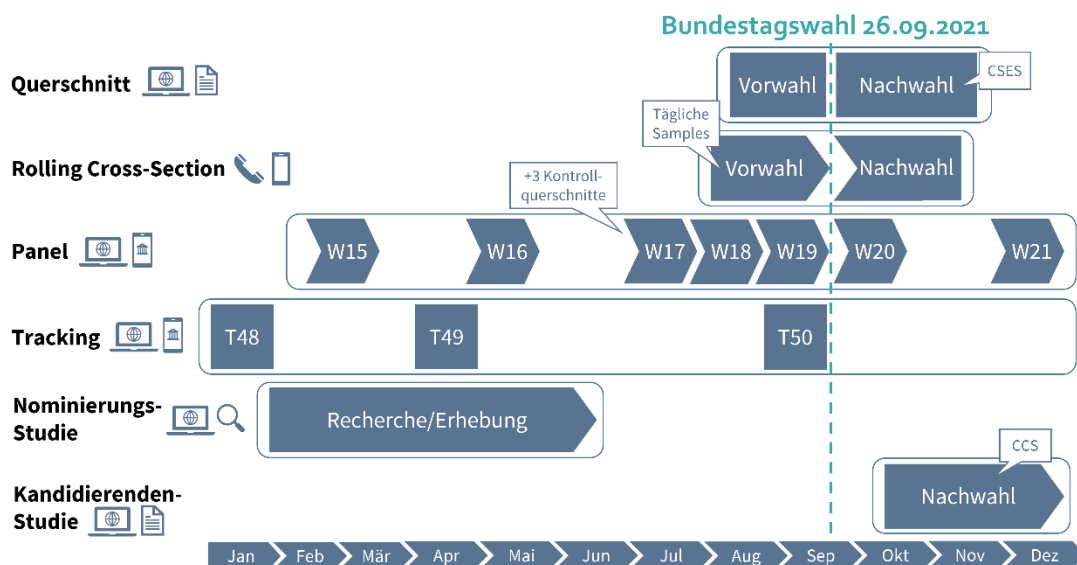 Bundestagswahl 26.09.2021
Querschnitt
Vorwahl
Nachwahl
CSES
Tägliche
Samples
Rolling Cross-Section
Vorwahl
Nachwahl
+3 Kontroll-
querschnitte
Panel
W15
W16
W17
W18
W19
W20
W21
Tracking
T48
T49
T50
Nominierungs-
Studie
Recherche/Erhebung
CCS
Kandidierenden-
Studie
Nachwahl
Jan
Feb
Mär
Apr
Mai
Jun
Jul
Aug
Sep
Okt
Nov
Dez